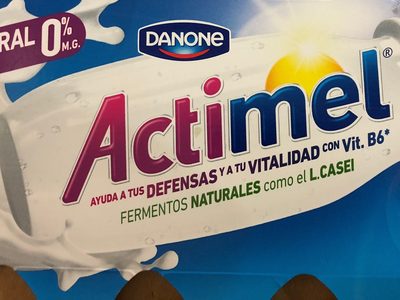 RAL 0%
M.G.
DANONE
Actimel®
AYUDA A TUS DEFENSAS Y A TU VITALIDAD CON Vit. B6*
FERMENTOS NATURALES como el L.CASEI